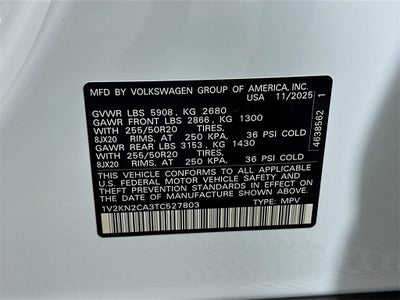 MFD. BY VOLKSWAGEN GROUP OF AMERICA, INC.
USA 11/2025
GVWR LBS 5908, KG 2680
GAWR FRONT LBS 2866, KG 1300
WITH 255/50R20 TIRES,
8JX20 RIMS, AT 250 KPA, 36 PSI COLD
GAWR REAR LBS 3153, KG 1430
WITH 255/50R20 TIRES,
8JX20 RIMS, AT 250 KPA, 36 PSI COLD
THIS VEHICLE CONFORMS TO ALL APPLICABLE
U.S. FEDERAL MOTOR VEHICLE SAFETY AND
THEFT PREVENTION STANDARDS IN EFFECT ON
THE DATE OF MANUFACTURE SHOWN ABOVE.
1V2KN2CA3TC527803 TYPE: MPV
4638562 1